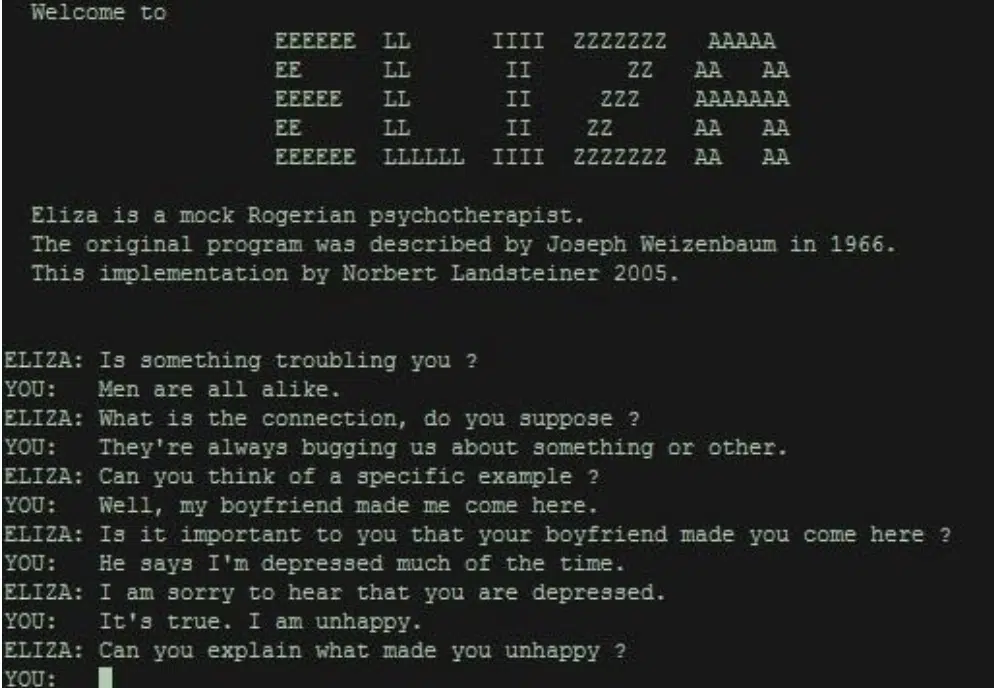 Welcome to
EEEEEE LL IIII ZZZZZZZ AAAAA
EE LL II ZZ AA AA
EEEEE LL II ZZZ AAAAAAA
EE LL II ZZ AA AA
EEEEEE LLLLLL IIII ZZZZZZZ AA AA
Eliza is a mock Rogerian psychotherapist.
The original program was described by Joseph Weizenbaum in 1966.
This implementation by Norbert Landsteiner 2005.
ELIZA: Is something troubling you ?
YOU: Men are all alike.
ELIZA: What is the connection, do you suppose ?
YOU: They're always bugging us about something or other.
ELIZA: Can you think of a specific example ?
YOU: Well, my boyfriend made me come here.
ELIZA: Is it important to you that your boyfriend made you come here ?
YOU: He says I'm depressed much of the time.
ELIZA: I am sorry to hear that you are depressed.
YOU: It's true. I am unhappy.
ELIZA: Can you explain what made you unhappy ?
YOU: